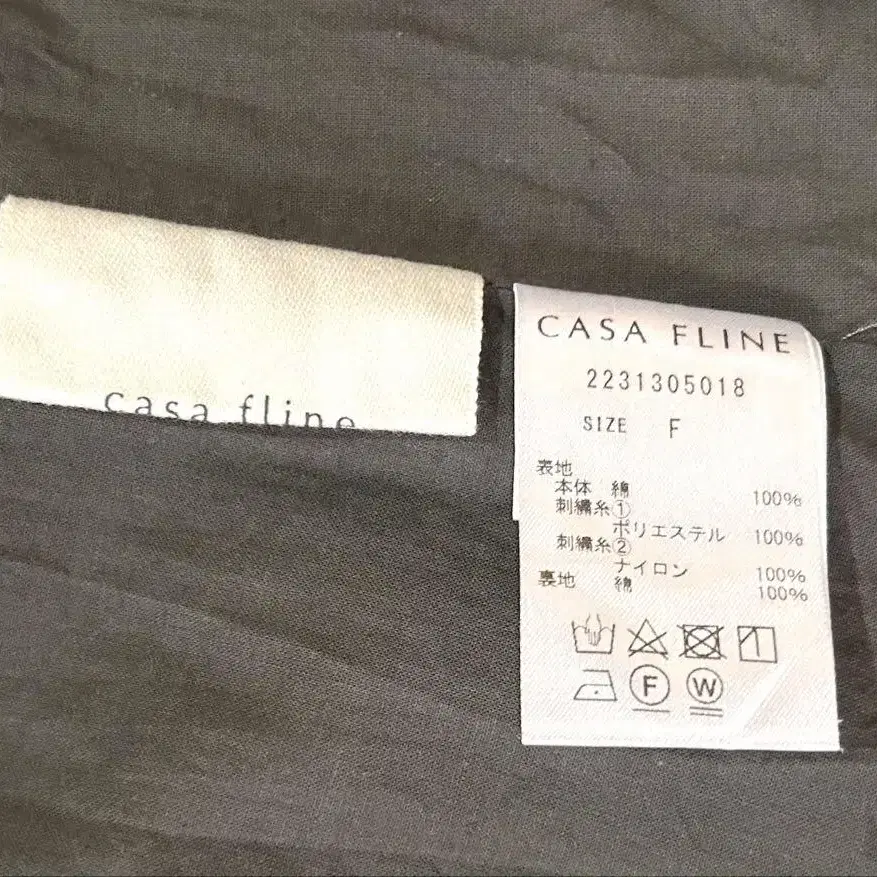 casa fline
CASA FLINE
2231305018
SIZE F
表地
本体 綿 100%
刺繍糸①
ポリエステル 100%
刺繍糸②
ナイロン 100%
裏地 綿 100%
F W